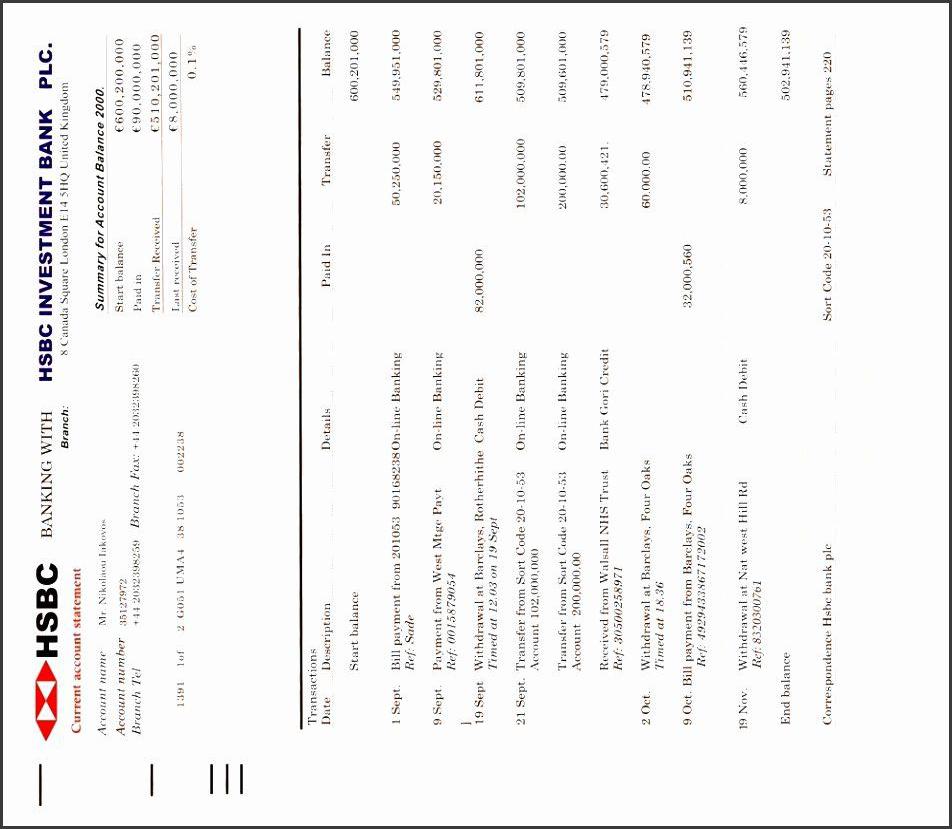 HSBC BANKING WITH HSBC INVESTMENT BANK PLC.
Branch: 8 Canada Square London E14 5HQ United Kingdom
Current account statement
Account name Mr. Nikolaou Iakovos
Account number 35127972
Branch Tel +44 2032398259 Branch Fax: +44 2032398260
1391 1of 2 G051 UMA4 38 1053 002238
Summary for Account Balance 2000.
Start balance €600,200,000
Paid in €90,000,000
Transfer Received €510,201,000
Last received €8,000,000
Cost of Transfer 0.1%
Transactions
Date Description Details Paid In Transfer Balance
Start balance 600,201,000
1 Sept. Bill payment from 201053 90168238 On-line Banking 50,250,000 549,951,000
Ref: Sade
9 Sept. Payment from West Mtge Payt On-line Banking 20,150,000 529,801,000
Ref: 0015879054
19 Sept Withdrawal at Barclays, Rotherhithe Cash Debit 82,000,000 611,801,000
Timed at 12.03 on 19 Sept
21 Sept. Transfer from Sort Code 20-10-53 On-line Banking 102,000,000 509,801,000
Account 102,000,000
Transfer from Sort Code 20-10-53 On-line Banking 200,000.00 509,601,000
Account 200,000.00
Received from Walsall NHS Trust Bank Gori Credit 30,600,421. 479,000,579
Ref: 30500258971
2 Oct. Withdrawal at Barclays, Four Oaks 60,000.00 478,940,579
Timed at 18.36
9 Oct. Bill payment from Barclays, Four Oaks 32,000,560 510,941,139
Ref: 4929433867172002
19 Nov. Withdrawal at Nat west Hill Rd Cash Debit 8,000,000 560,446,579
Ref: 8320300761
End balance 502,941,139
Correspondence Hsbc bank plc Sort Code 20-10-53 Statement pages 220